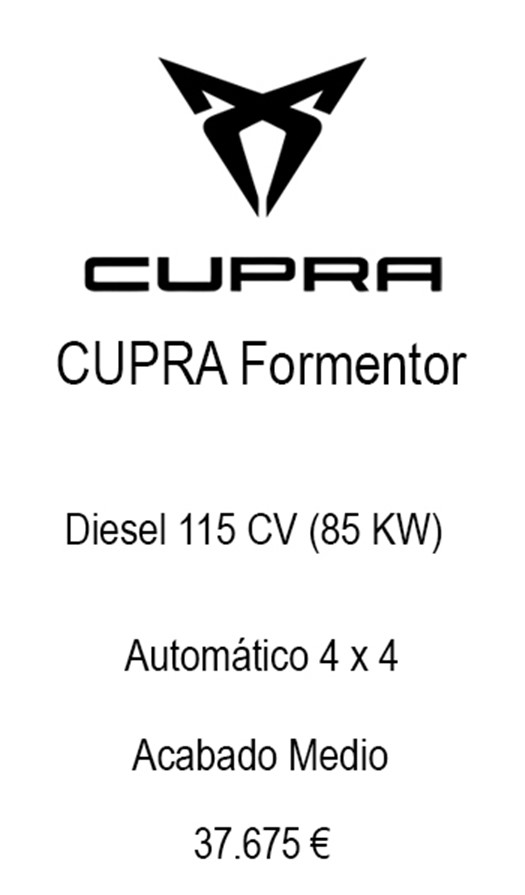 CUPRA
CUPRA Formentor
Diesel 115 CV (85 KW)
Automático 4 x 4
Acabado Medio
37.675 €